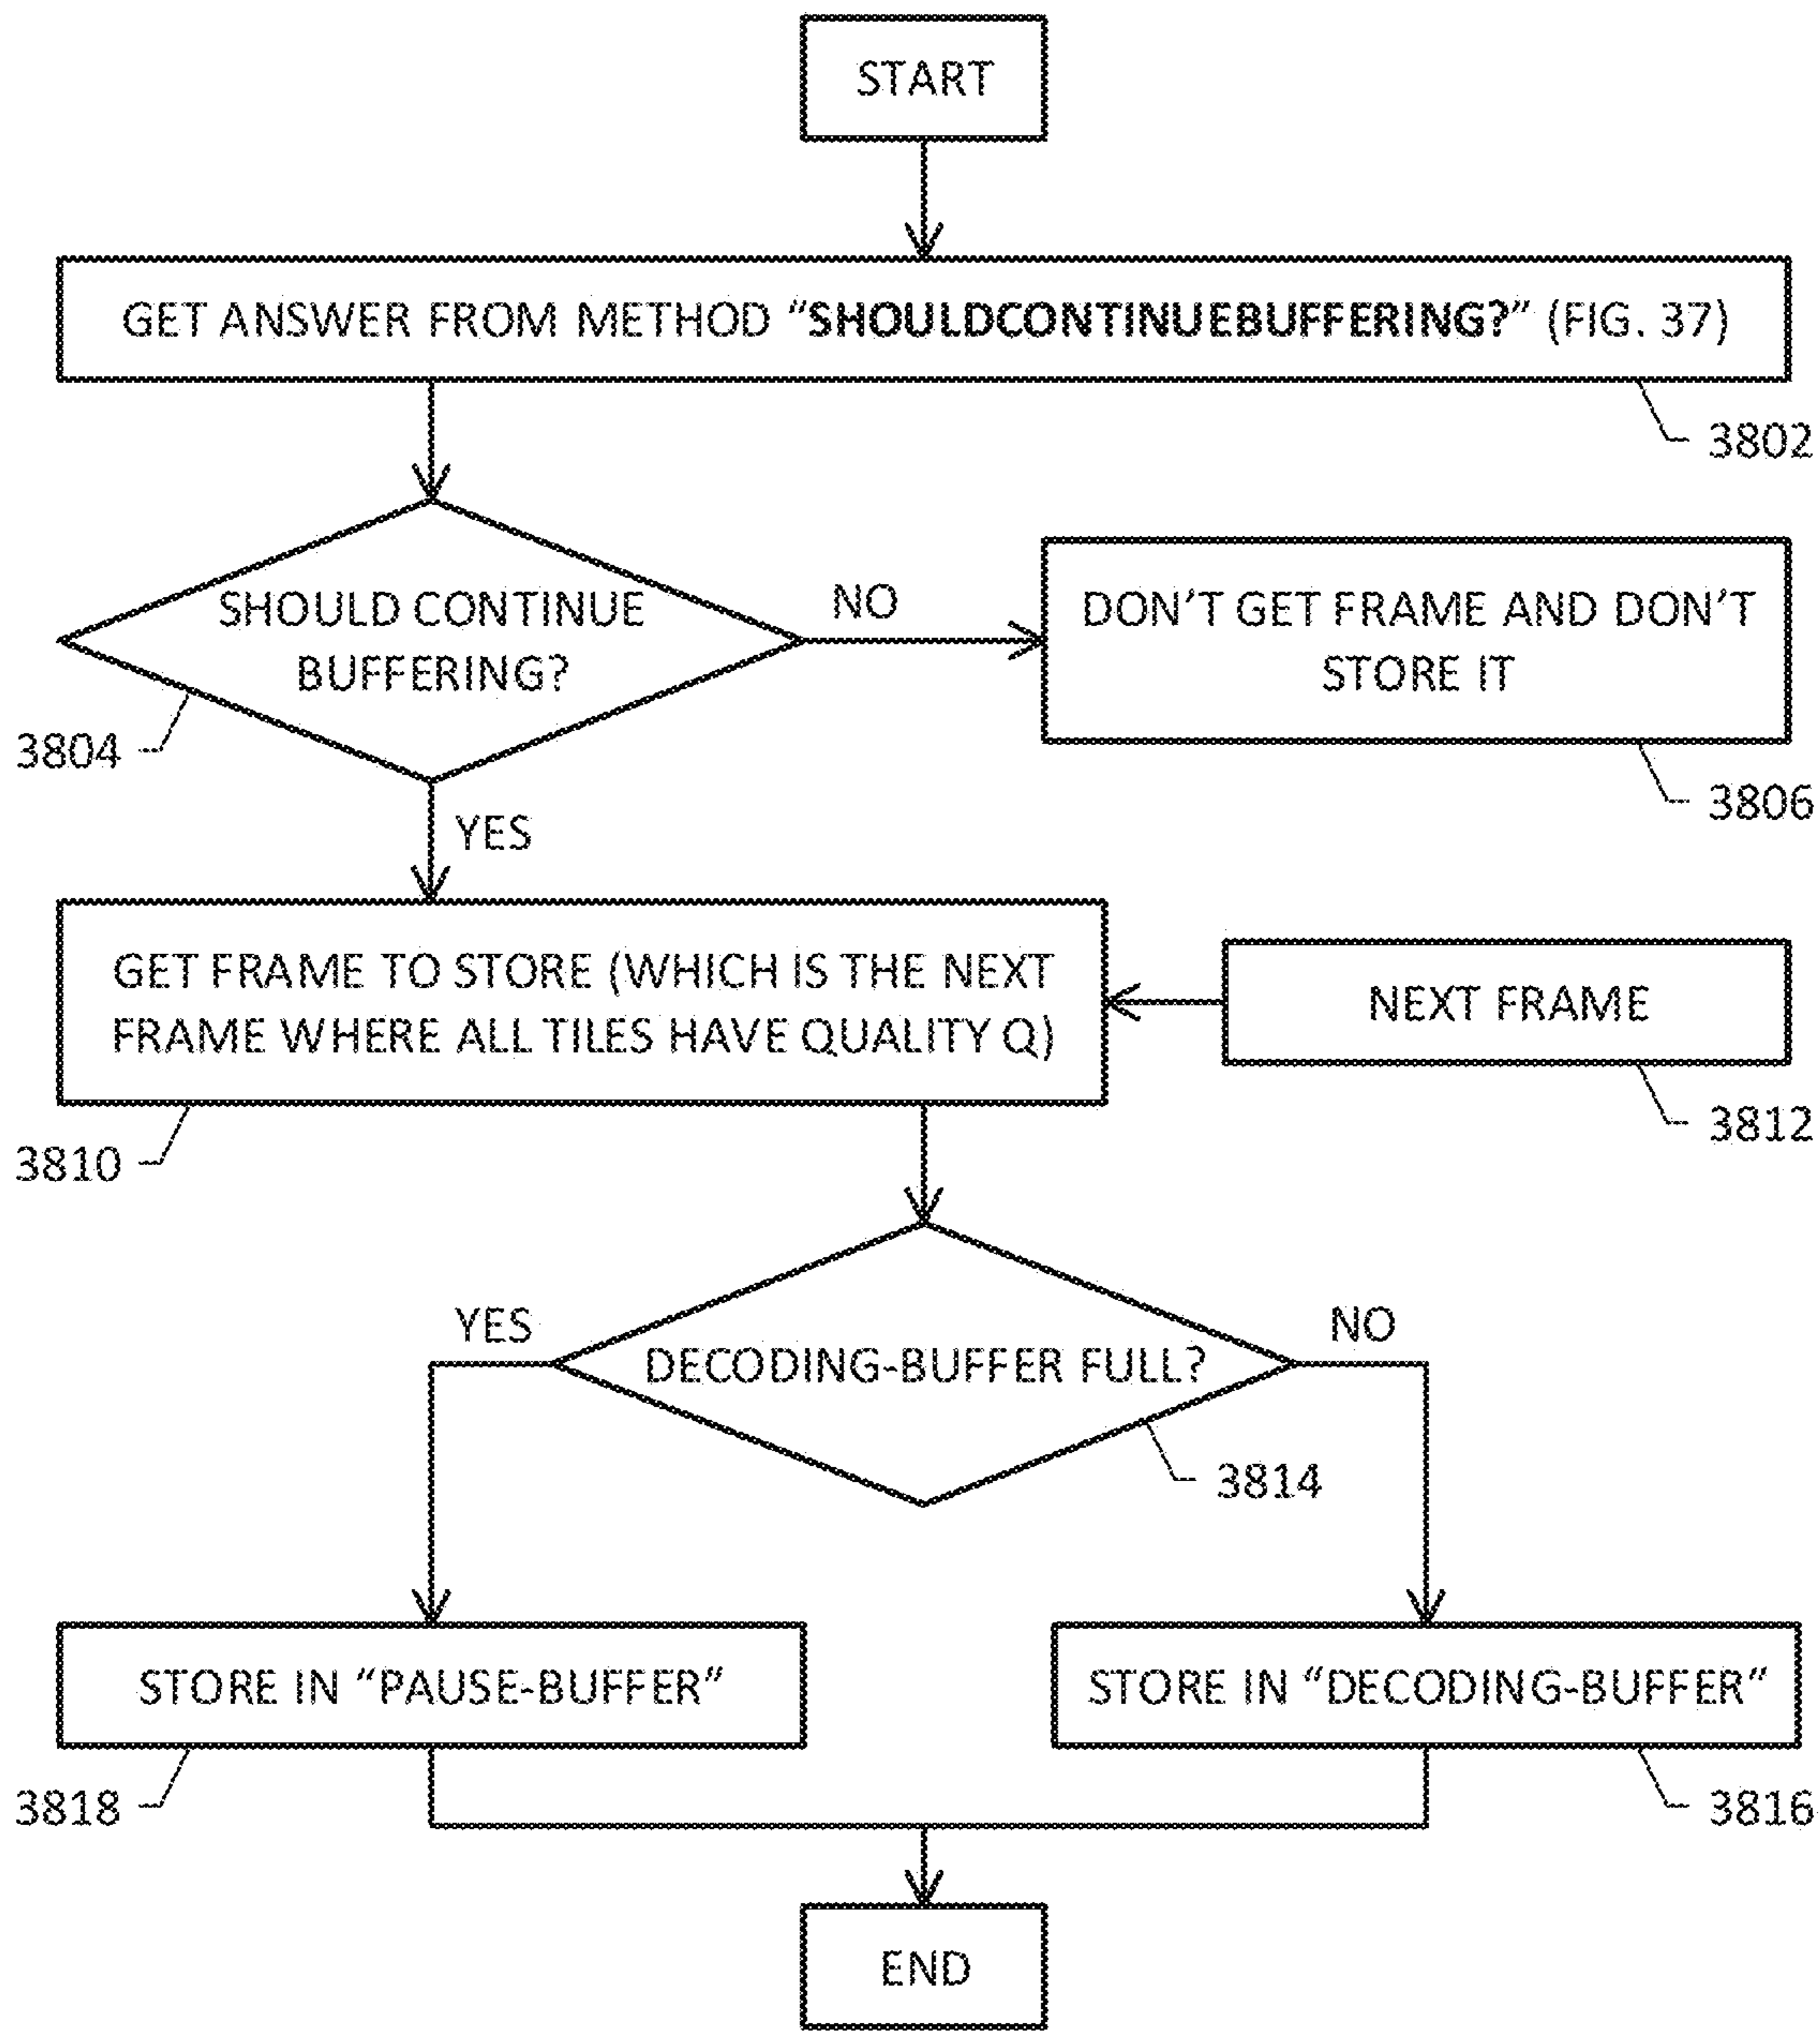 START
GET ANSWER FROM METHOD “SHOULDCONTINUEBUFFERING?” (FIG. 37)
3802
SHOULD CONTINUE
BUFFERING?
3804
NO
DON’T GET FRAME AND DON’T
STORE IT
3806
YES
GET FRAME TO STORE (WHICH IS THE NEXT
FRAME WHERE ALL TILES HAVE QUALITY Q)
3810
NEXT FRAME
3812
DECODING-BUFFER FULL?
3814
YES
NO
STORE IN “PAUSE-BUFFER”
3818
STORE IN “DECODING-BUFFER“
3816
END